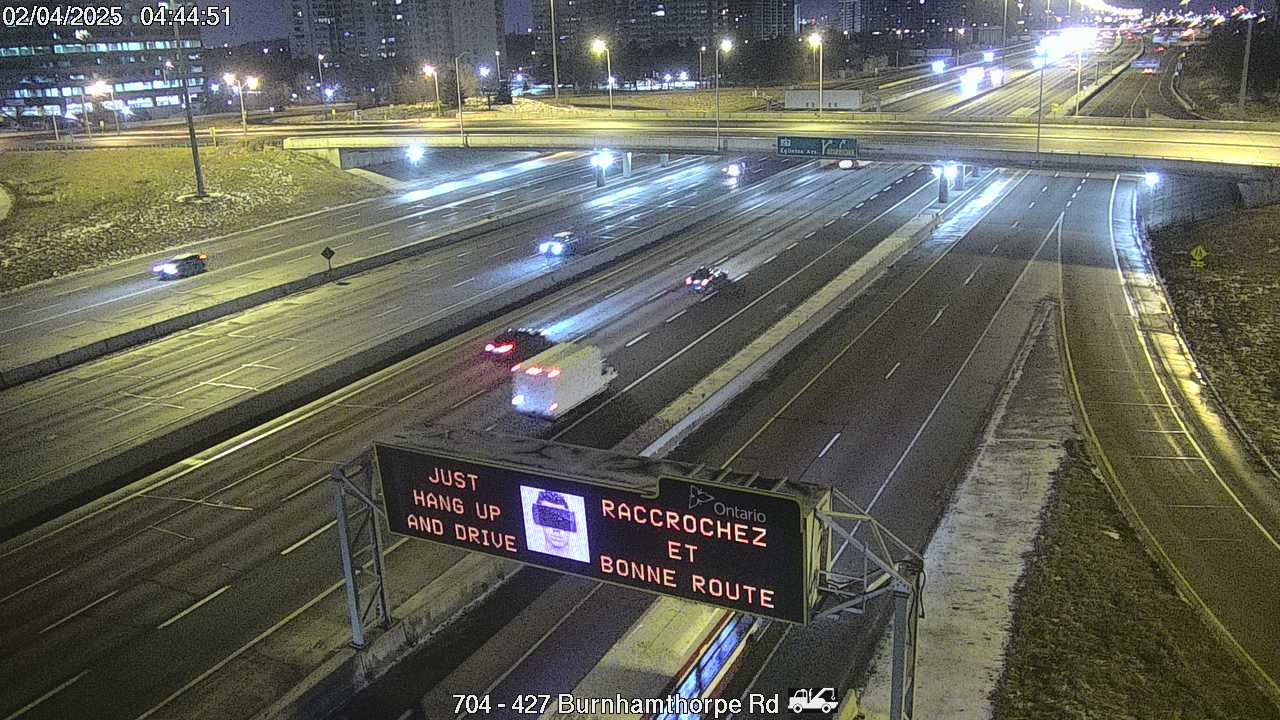 02/04/2025 04:44:51
Eglinton Ave
JUST
HANG UP
AND DRIVE
Ontario
RACCROCHEZ
ET
BONNE ROUTE
704 - 427 Burnhamthorpe Rd